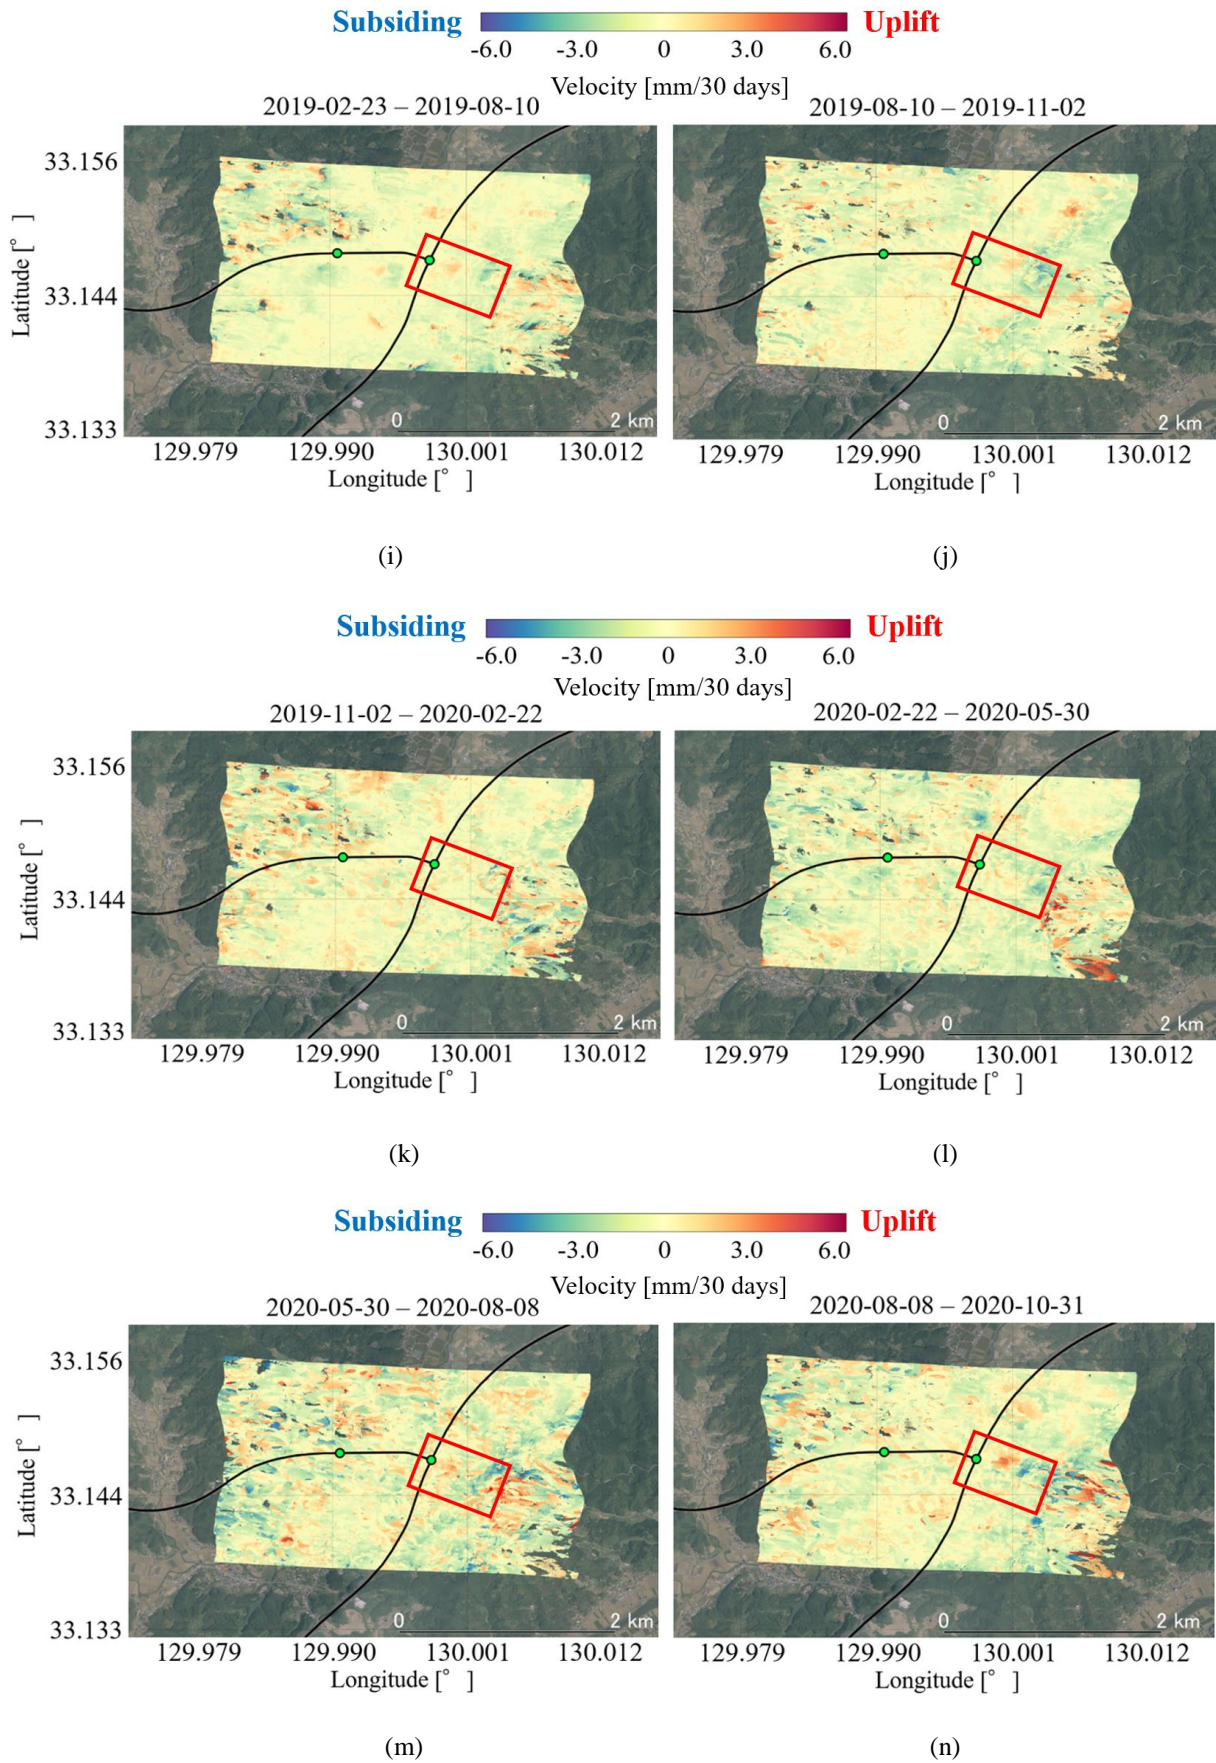 Subsiding Uplift
-6.0 -3.0 0 3.0 6.0
Velocity [mm/30 days]
2019-02-23 – 2019-08-10 2019-08-10 – 2019-11-02
33.156
33.144
33.133
Latitude [° ]
0 2 km 0 2 km
129.979 129.990 130.001 130.012 129.979 129.990 130.001 130.012
Longitude [° ] Longitude [° ]
(i) (j)
Subsiding Uplift
-6.0 -3.0 0 3.0 6.0
Velocity [mm/30 days]
2019-11-02 – 2020-02-22 2020-02-22 – 2020-05-30
33.156
33.144
33.133
Latitude [° ]
0 2 km 0 2 km
129.979 129.990 130.001 130.012 129.979 129.990 130.001 130.012
Longitude [° ] Longitude [° ]
(k) (l)
Subsiding Uplift
-6.0 -3.0 0 3.0 6.0
Velocity [mm/30 days]
2020-05-30 – 2020-08-08 2020-08-08 – 2020-10-31
33.156
33.144
33.133
Latitude [° ]
0 2 km 0 2 km
129.979 129.990 130.001 130.012 129.979 129.990 130.001 130.012
Longitude [° ] Longitude [° ]
(m) (n)